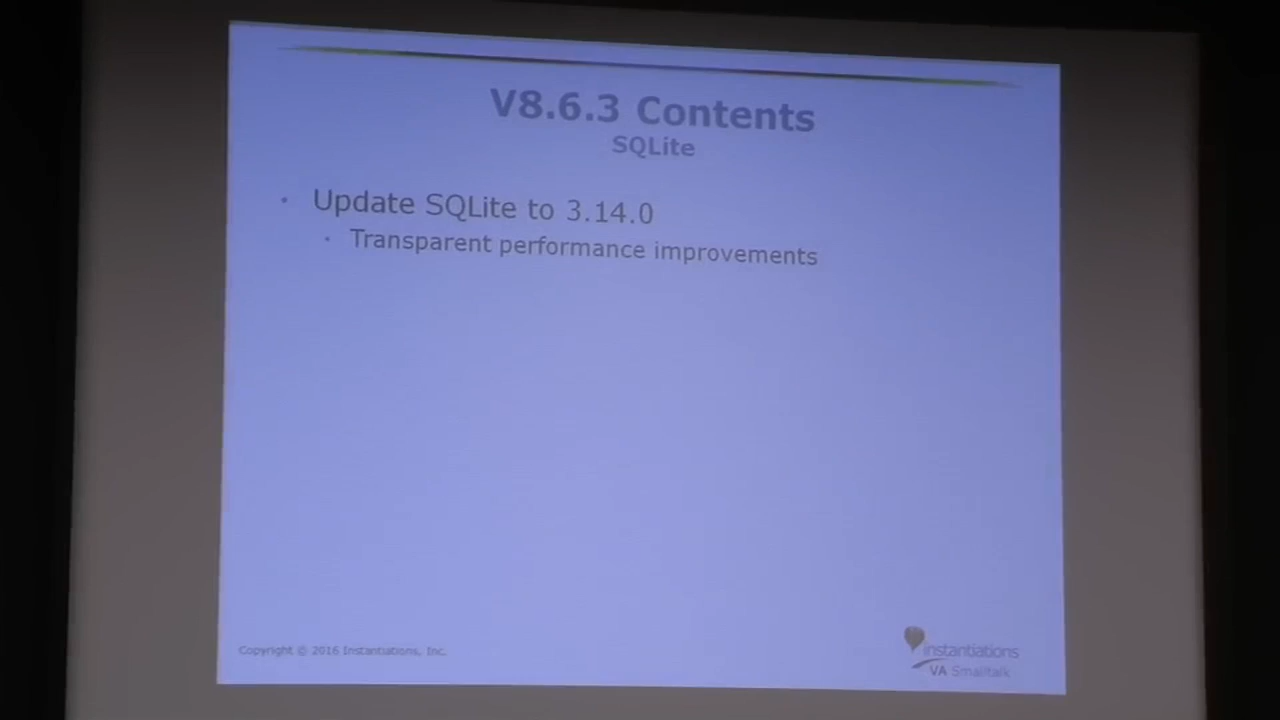 V8.6.3 Contents
SQLite
• Update SQLite to 3.14.0
• Transparent performance improvements
Copyright © 2016 Instantiations, Inc.
instantiations
VA Smalltalk